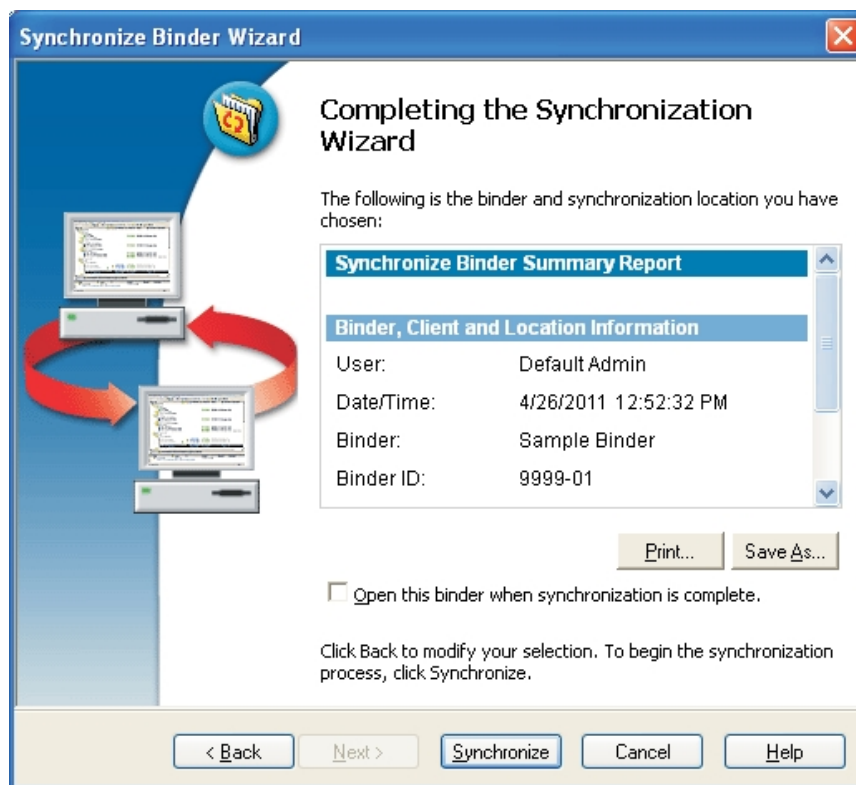 Synchronize Binder Wizard
Completing the Synchronization
Wizard
The following is the binder and synchronization location you have
chosen:
Synchronize Binder Summary Report
Binder, Client and Location Information
User: Default Admin
Date/Time: 4/26/2011 12:52:32 PM
Binder: Sample Binder
Binder ID: 9999-01
Print... Save As...
Open this binder when synchronization is complete.
Click Back to modify your selection. To begin the synchronization
process, click Synchronize.
< Back Next > Synchronize Cancel Help